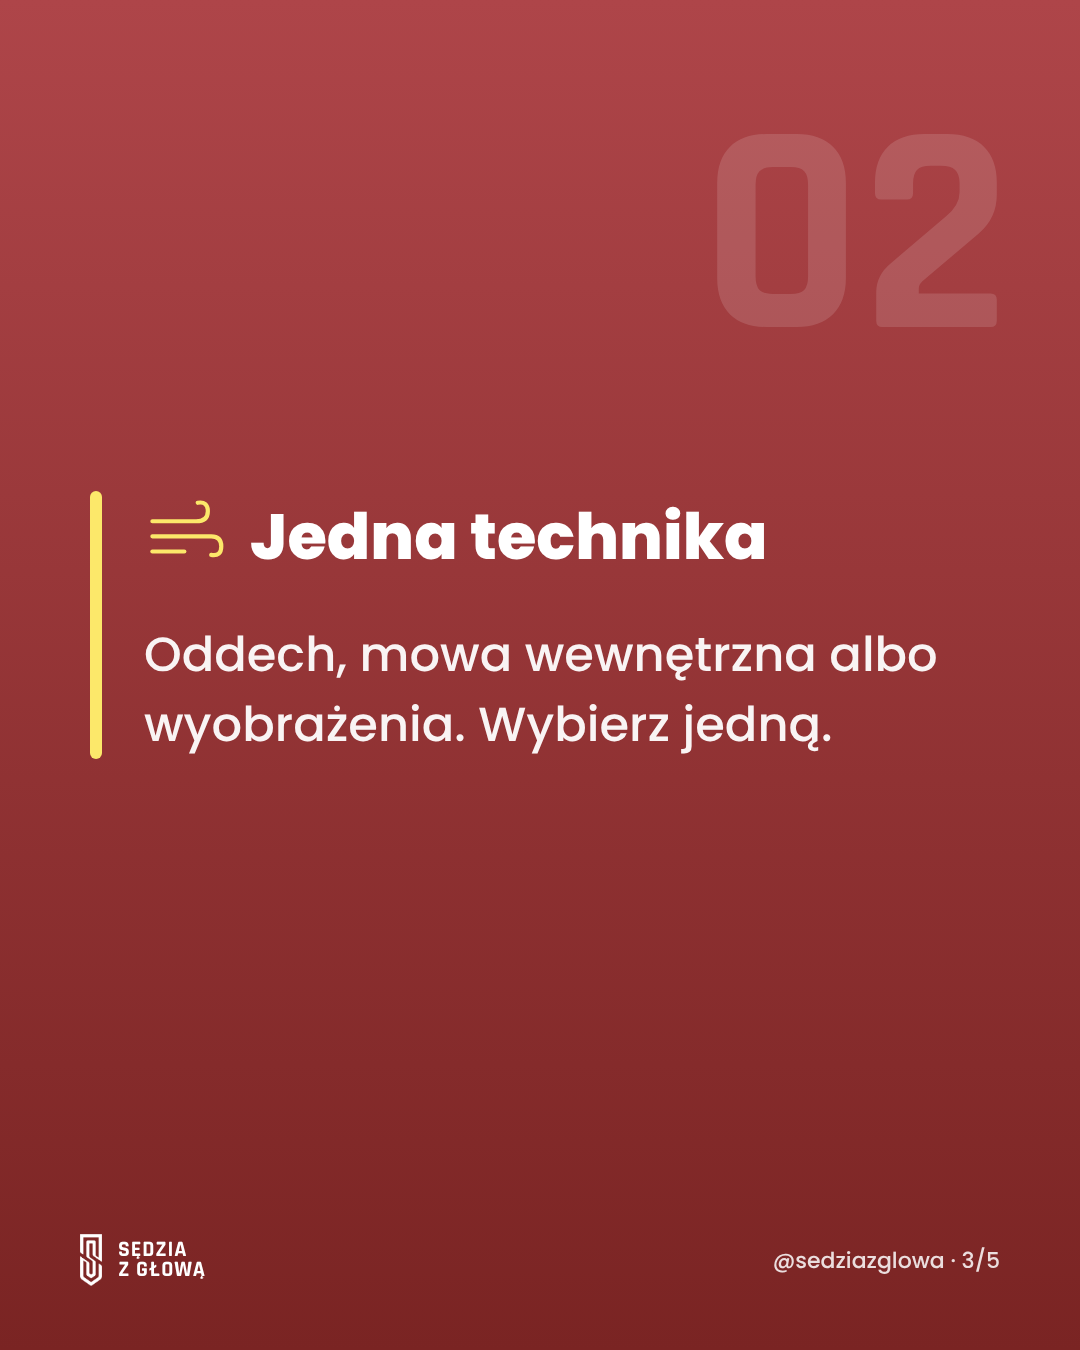 02
Jedna technika
Oddech, mowa wewnętrzna albo
wyobrażenia. Wybierz jedną.
SĘDZIA
Z GŁOWĄ
@sedziazglowa · 3/5